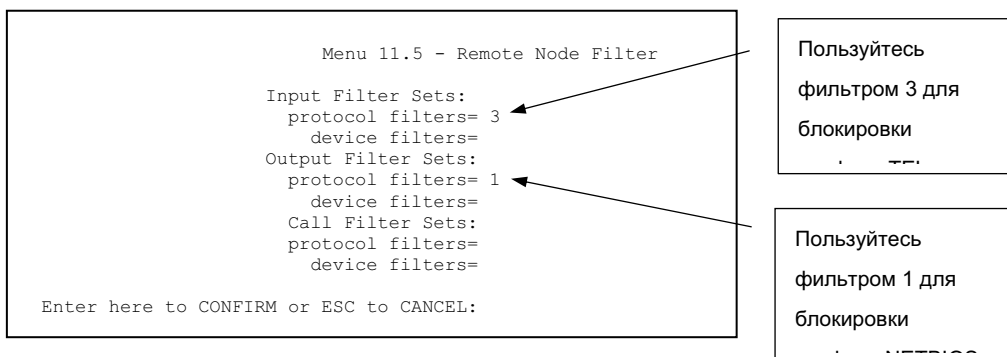 Menu 11.5 - Remote Node Filter
Input Filter Sets:
protocol filters= 3
device filters=
Output Filter Sets:
protocol filters= 1
device filters=
Call Filter Sets:
protocol filters=
device filters=
Enter here to CONFIRM or ESC to CANCEL:
Пользуйтесь
фильтром 3 для
блокировки
Пользуйтесь
фильтром 1 для
блокировки